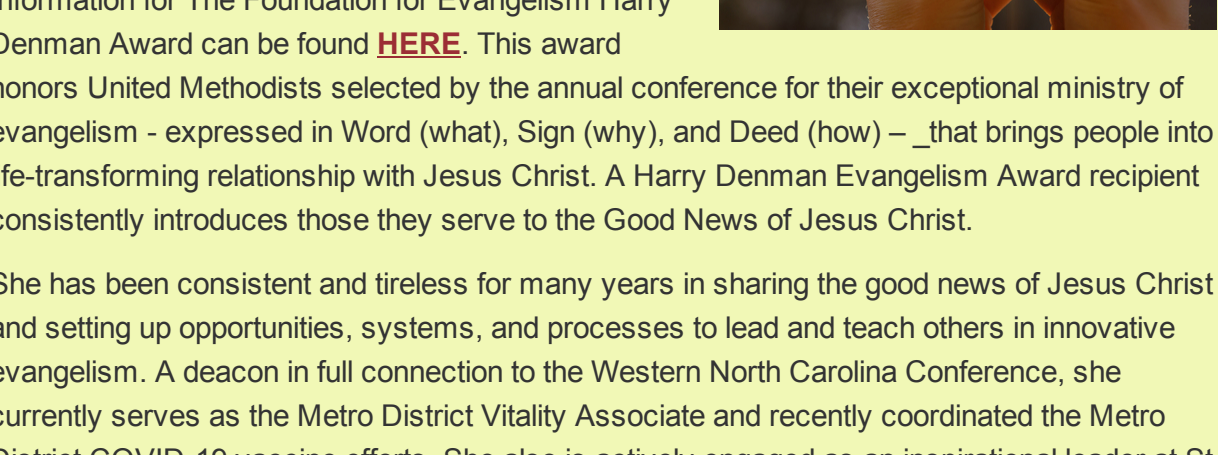 Information for The Foundation for Evangelism Harry
Denman Award can be found HERE. This award
honors United Methodists selected by the annual conference for their exceptional ministry of
evangelism - expressed in Word (what), Sign (why), and Deed (how) – _that brings people into
life-transforming relationship with Jesus Christ. A Harry Denman Evangelism Award recipient
consistently introduces those they serve to the Good News of Jesus Christ.
She has been consistent and tireless for many years in sharing the good news of Jesus Christ
and setting up opportunities, systems, and processes to lead and teach others in innovative
evangelism. A deacon in full connection to the Western North Carolina Conference, she
currently serves as the Metro District Vitality Associate and recently coordinated the Metro
District COVID-19 vaccine efforts. She also is actively engaged as an inspirational leader at St